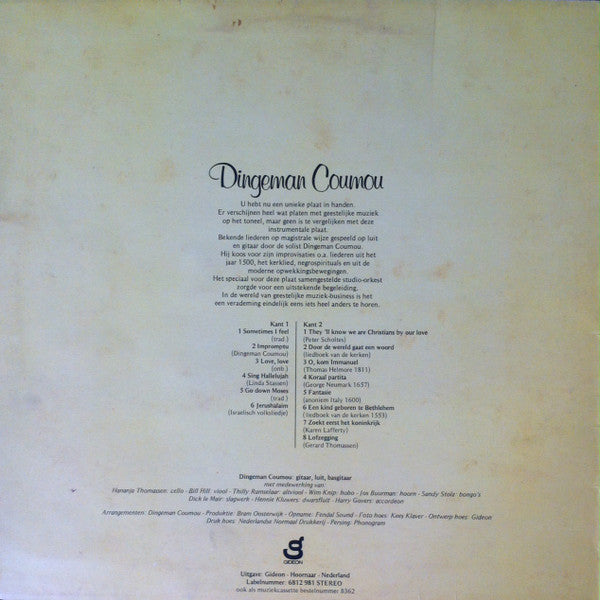 Dingeman Coumou
U hebt nu een unieke plaat in handen.
Er verschijnen heel wat platen met geestelijke muziek
op het toneel, maar geen is te vergelijken met deze
instrumentale plaat.
Bekende liederen op magistrale wijze gespeeld op luit
en gitaar door de solist Dingeman Coumou.
Hij koos voor zijn improvisaties o.a. liederen uit het
jaar 1500, het kerklied, negrospirituals en uit de
moderne opwekkingsbewegingen.
Het speciaal voor deze plaat samengestelde studio-orkest
zorgde voor een uitstekende begeleiding.
In de wereld van geestelijke muziek-business is het
een verademing eindelijk eens iets heel anders te horen.
Kant 1
1 Sometimes I feel
(trad.)
2 Impromptu
(Dingeman Coumou)
3 Love, love
(onb.)
4 Sing Hallelujah
(Linda Stassen)
5 Go down Moses
(trad.)
6 Jerushalaim
(Israelisch volksliedje)
Kant 2
1 They 'll know we are Christians by our love
(Peter Scholtes)
2 Door de wereld gaat een woord
(liedboek van de kerken)
3 O, kom Immanuel
(Thomas Helmore 1811)
4 Koraal partita
(George Neumark 1657)
5 Fantasie
(anoniem Italy 1600)
6 Een kind geboren te Bethlehem
(liedboek van de kerken 1553)
7 Zoekt eerst het koninkrijk
(Karen Lafferty)
8 Lofzegging
(Gerard Thomassen)
Dingeman Coumou: gitaar, luit, basgitaar
met medewerking van:
Hananja Thomassen: cello - Bill Hill: viool - Thilly Ramselaar: altviool - Wim Knip: hobo - Jos Buurman: hoorn - Sandy Stolz: bongo's
Dick le Mair: slagwerk - Hennie Kluwers: dwarsfluit - Harry Govers: accordeon
Arrangementen: Dingeman Coumou - Produktie: Bram Oosterwijk - Opname: Fendal Sound - Foto hoes: Kees Klaver - Ontwerp hoes: Gideon
Druk hoes: Nederlandse Normaal Drukkerij - Persing: Phonogram
GIDEON
Uitgave: Gideon - Hoornaar - Nederland
Labelnummer: 6812 981 STEREO
ook als muziekcassette bestelnummer 8362